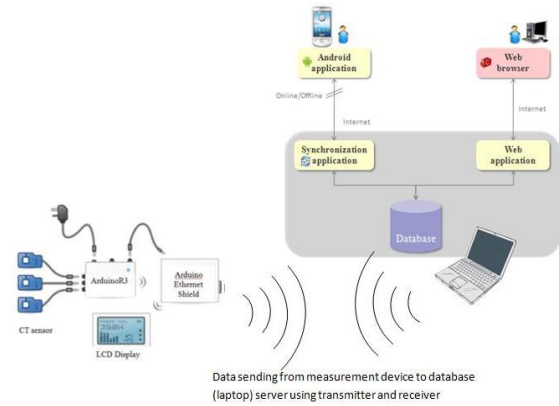 Android
application
Web
browser
Online/Offline
Internet
Internet
Synchronization
application
Web
application
Database
ArduinoR3
Arduino
Ethernet
Shield
CT sensor
LCD Display
Data sending from measurement device to database
(laptop) server using transmitter and receiver